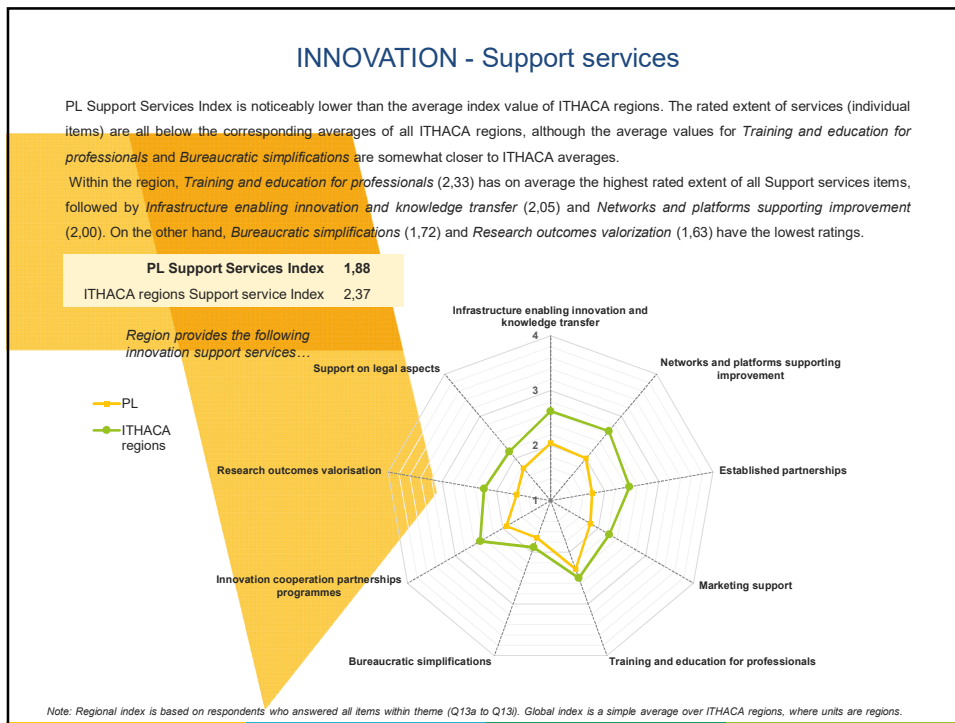 INNOVATION - Support services
PL Support Services Index is noticeably lower than the average index value of ITHACA regions. The rated extent of services (individual
items) are all below the corresponding averages of all ITHACA regions, although the average values for Training and education for
professionals and Bureaucratic simplifications are somewhat closer to ITHACA averages.
Within the region, Training and education for professionals (2,33) has on average the highest rated extent of all Support services items,
followed by Infrastructure enabling innovation and knowledge transfer (2,05) and Networks and platforms supporting improvement
(2,00). On the other hand, Bureaucratic simplifications (1,72) and Research outcomes valorization (1,63) have the lowest ratings.
PL Support Services Index 1,88
ITHACA regions Support service Index 2,37
Region provides the following
innovation support services…
PL
ITHACA
regions
Infrastructure enabling innovation and
knowledge transfer
Networks and platforms supporting
improvement
Established partnerships
Marketing support
Training and education for professionals
Bureaucratic simplifications
Innovation cooperation partnerships
programmes
Research outcomes valorisation
Support on legal aspects
4
3
2
1
Note: Regional index is based on respondents who answered all items within theme (Q13a to Q13i). Global index is a simple average over ITHACA regions, where units are regions.